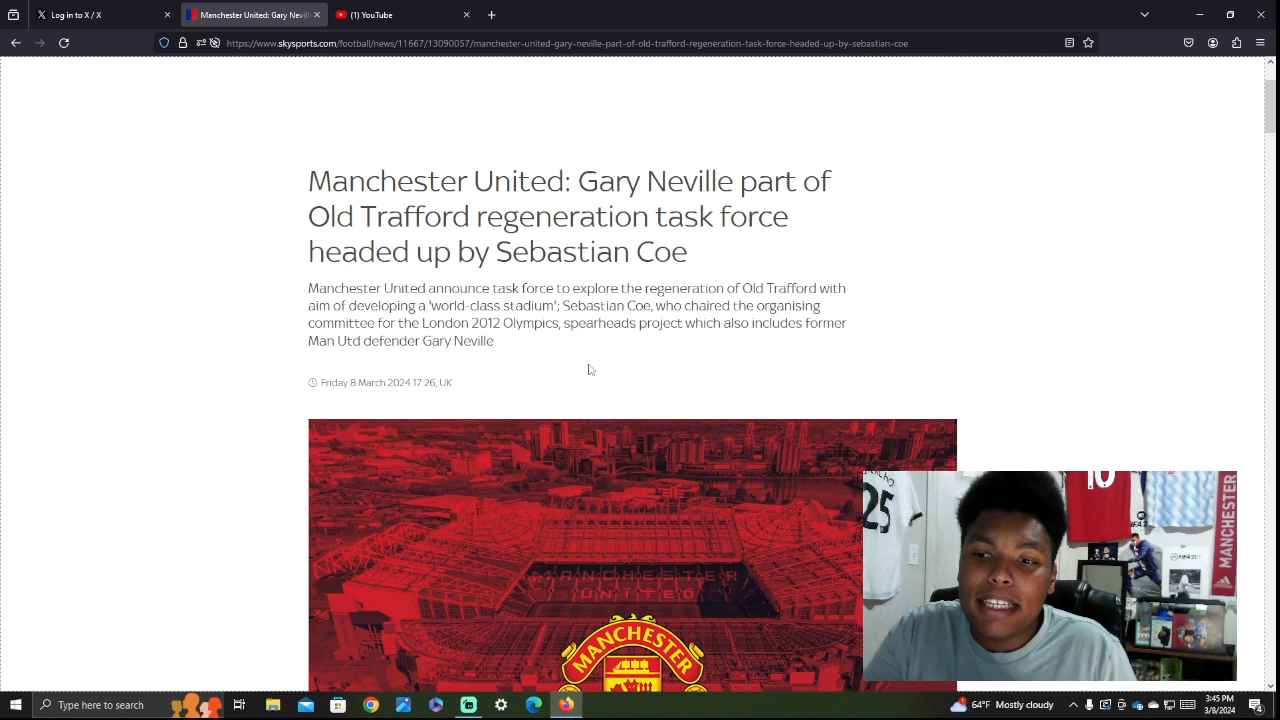 Log in to X / X
Manchester United: Gary Nevill
(1) YouTube
https://www.skysports.com/football/news/11667/13090057/manchester-united-gary-neville-part-of-old-trafford-regeneration-task-force-headed-up-by-sebastian-coe
Manchester United: Gary Neville part of
Old Trafford regeneration task force
headed up by Sebastian Coe
Manchester United announce task force to explore the regeneration of Old Trafford with
aim of developing a 'world-class stadium'; Sebastian Coe, who chaired the organising
committee for the London 2012 Olympics, spearheads project which also includes former
Man Utd defender Gary Neville
Friday 8 March 2024 17:26, UK
MANCHESTER
UNITED
MANCHESTER
25
10
MANCHESTER
FIFA 21
Type here to search
64°F Mostly cloudy
3:45 PM
3/8/2024
4